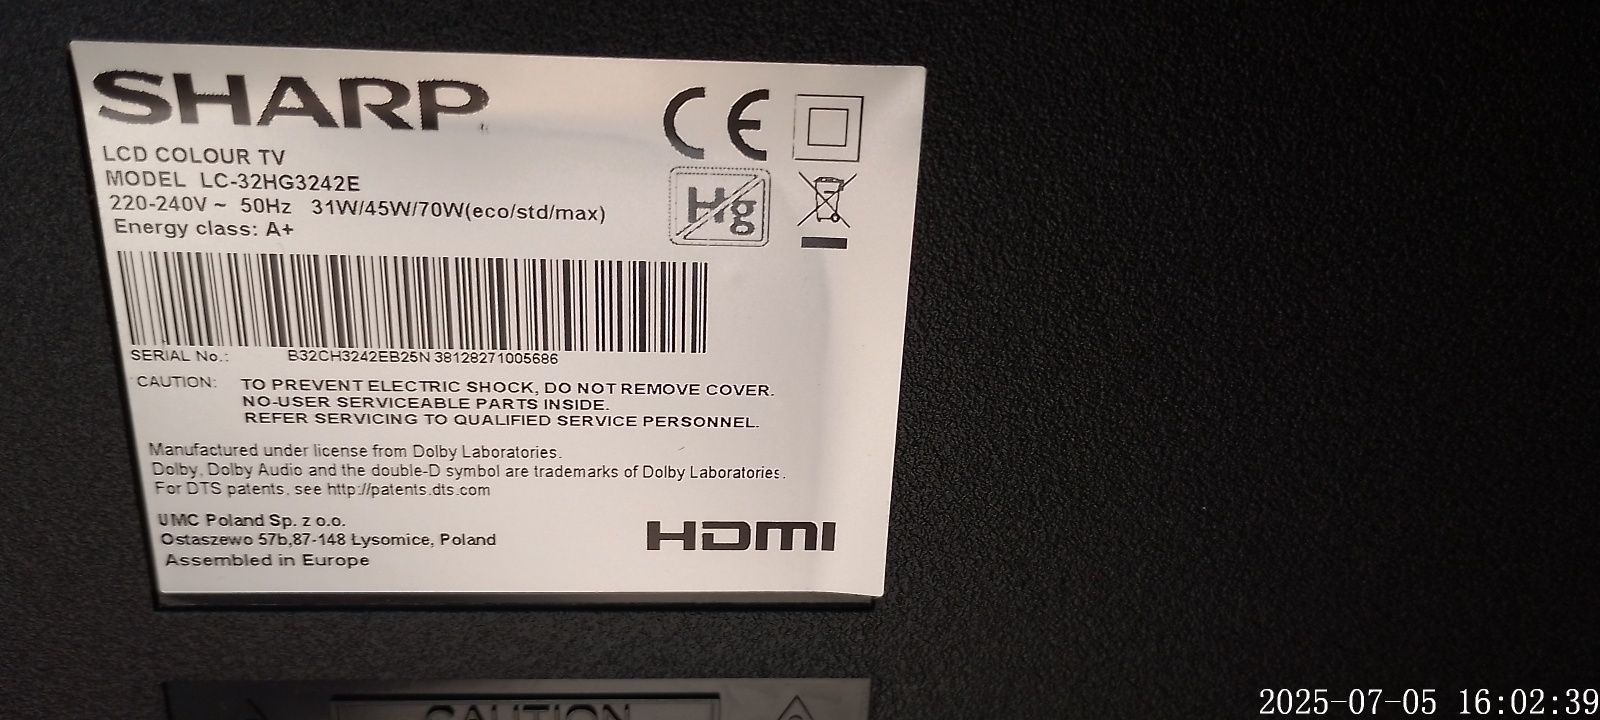 SHARP
LCD COLOUR TV
MODEL LC-32HG3242E
220-240V ~ 50Hz 31W/45W/70W(eco/std/max)
Energy class: A+
CE
Hg
SERIAL No.: B32CH3242EB25N 38128271005686
CAUTION: TO PREVENT ELECTRIC SHOCK, DO NOT REMOVE COVER.
NO-USER SERVICEABLE PARTS INSIDE.
REFER SERVICING TO QUALIFIED SERVICE PERSONNEL.
Manufactured under license from Dolby Laboratories.
Dolby, Dolby Audio and the double-D symbol are trademarks of Dolby Laboratories.
For DTS patents, see http://patents.dts.com
UMC Poland Sp. z o.o.
Ostaszewo 57b,87-148 Łysomice, Poland
Assembled in Europe
HDMI
CAUTION
2025-07-05 16:02:39